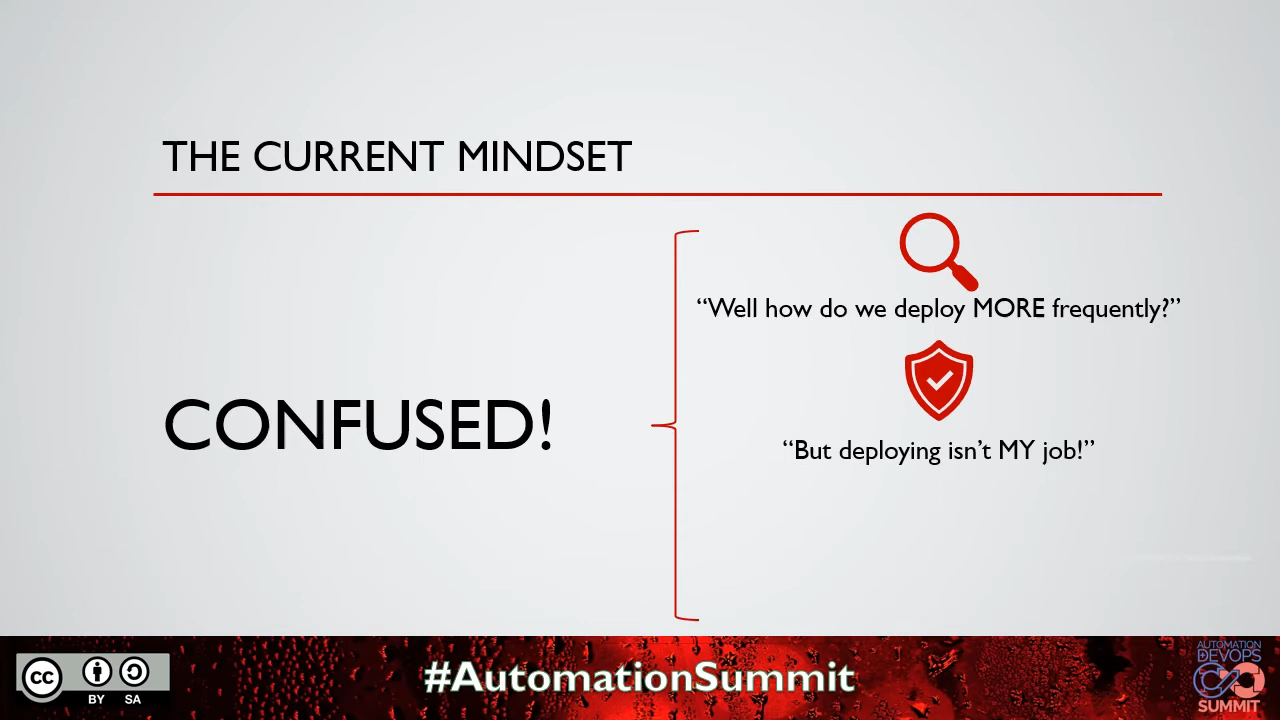 THE CURRENT MINDSET
CONFUSED!
“Well how do we deploy MORE frequently?”
“But deploying isn’t MY job!”
cc
BY SA
#AutomationSummit
AUTOMATION
DEVOPS
SUMMIT